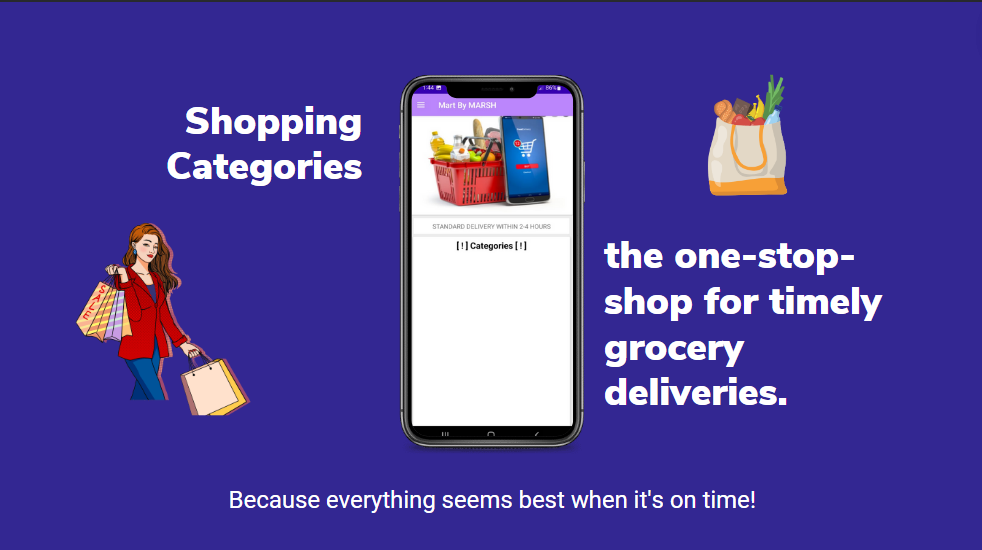 Shopping
Categories
1:44
86%
Mart By MARSH
STANDARD DELIVERY WITHIN 2-4 HOURS
[ ! ] Categories [ ! ]
SALE
the one-stop-
shop for timely
grocery
deliveries.
Because everything seems best when it's on time!